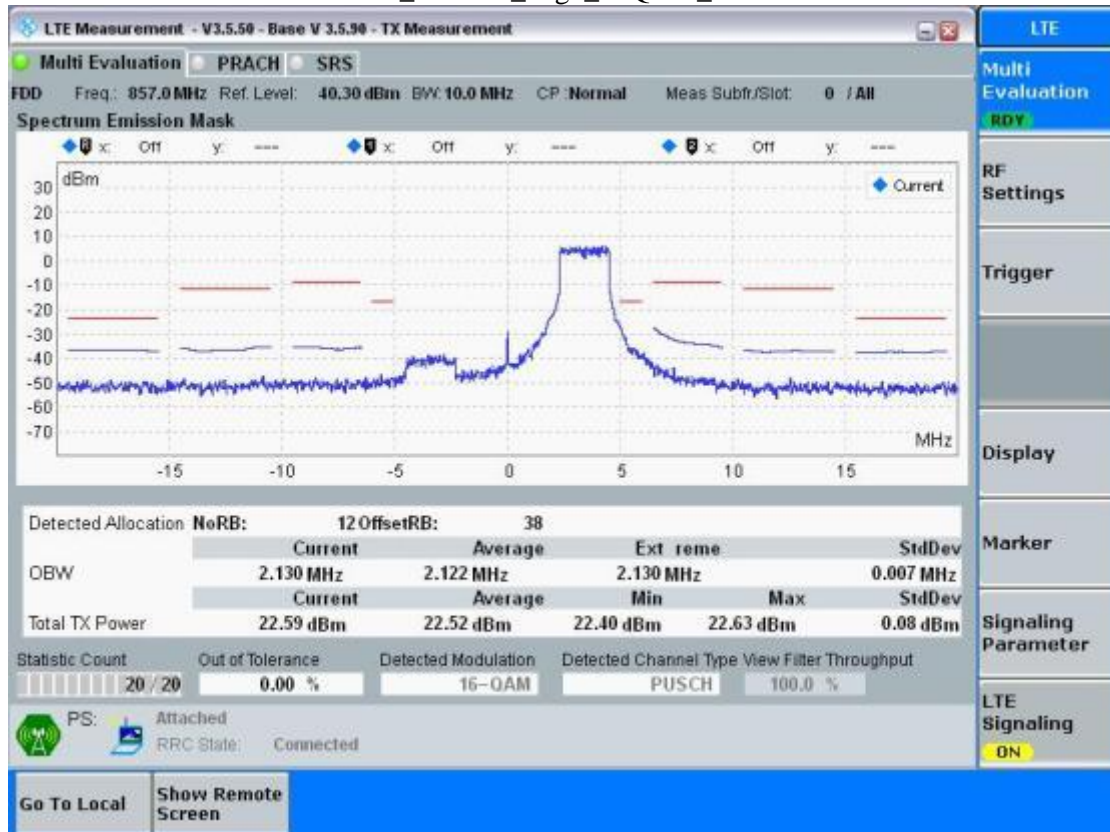 LTE Measurement - V3.5.50 - Base V 3.5.90 - TX Measurement
LTE
Multi Evaluation PRACH SRS
Multi Evaluation
RDY
FDD Freq.: 857.0 MHz Ref. Level: 40.30 dBm BW: 10.0 MHz CP :Normal Meas Subfr/Slot: 0 / All
Spectrum Emission Mask
x: Off y: --- x: Off y: --- x: Off y: ---
dBm
Current
30
20
10
0
-10
-20
-30
-40
-50
-60
-70
MHz
-15 -10 -5 0 5 10 15
RF Settings
Trigger
Display
Marker
Signaling Parameter
LTE Signaling
ON
Detected Allocation NoRB: 12 OffsetRB: 38
Current Average Ext reme StdDev
OBW 2.130 MHz 2.122 MHz 2.130 MHz 0.007 MHz
Current Average Min Max StdDev
Total TX Power 22.59 dBm 22.52 dBm 22.40 dBm 22.63 dBm 0.08 dBm
Statistic Count Out of Tolerance Detected Modulation Detected Channel Type View Filter Throughput
20 / 20 0.00 % 16-QAM PUSCH 100.0 %
PS: Attached
RRC State: Connected
Go To Local Show Remote Screen